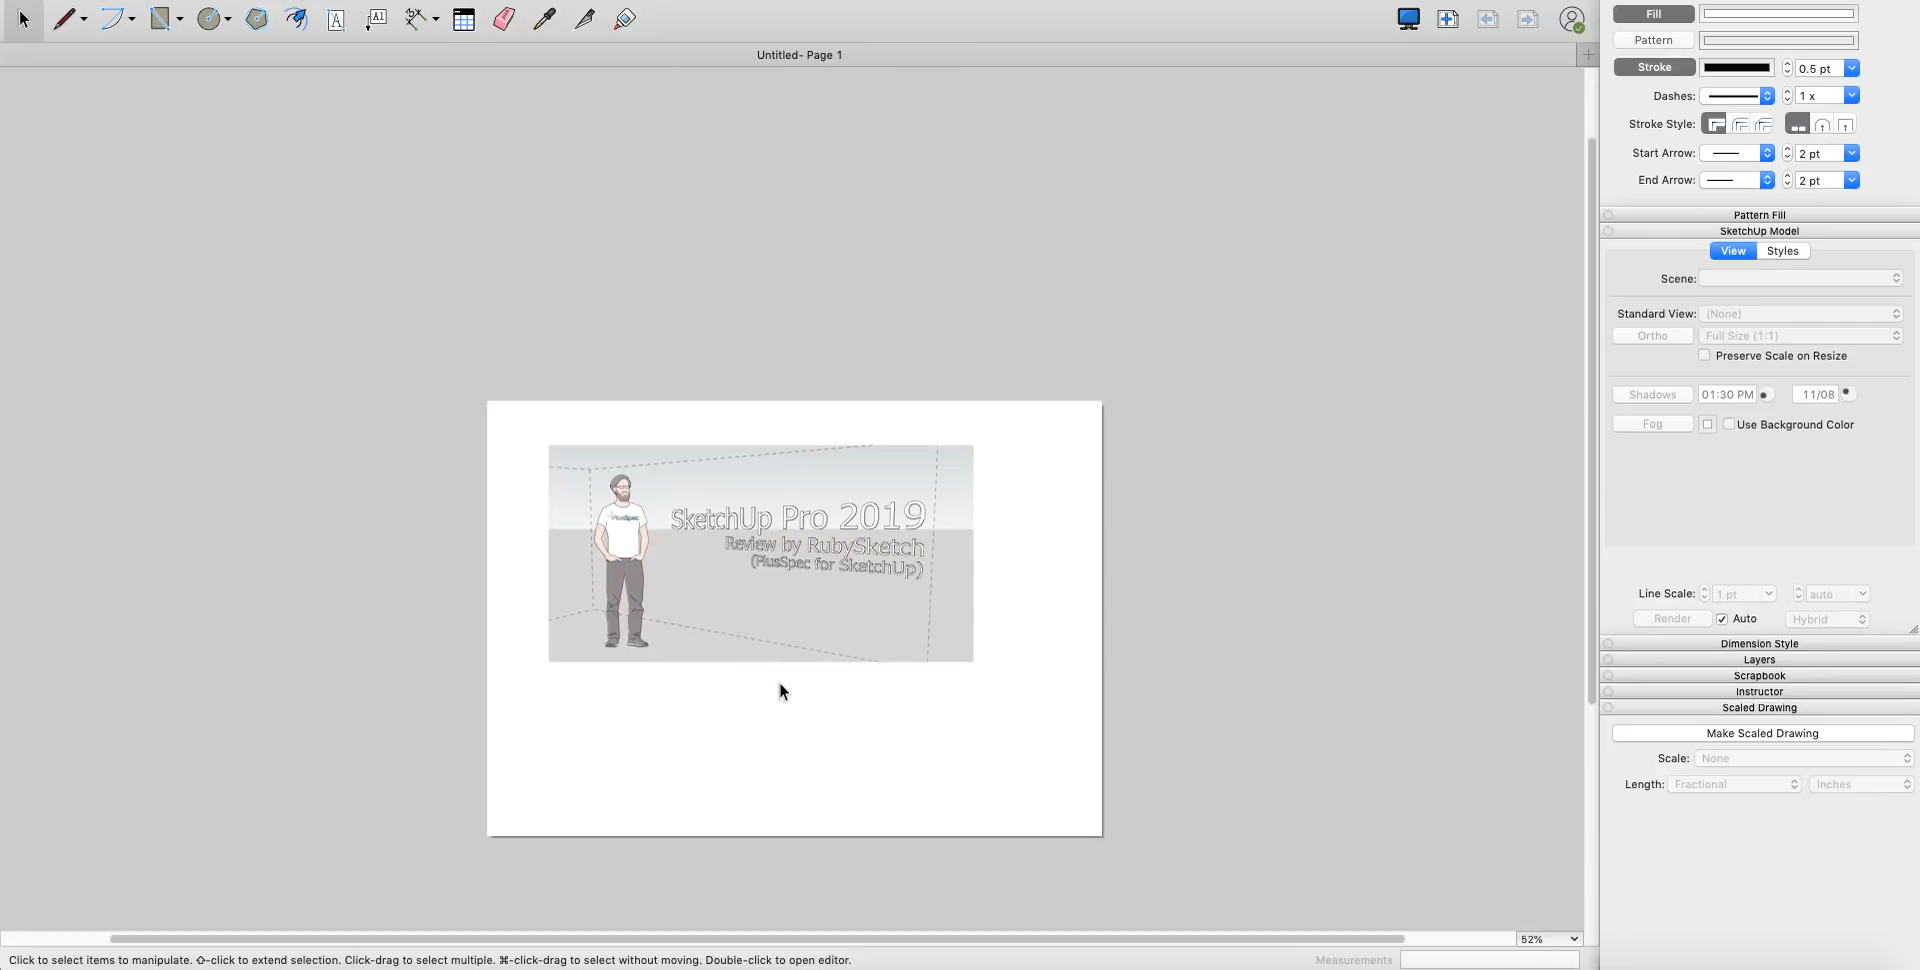 A1
Untitled- Page 1
Fill
Pattern
Stroke
0.5 pt
Dashes:
1 x
Stroke Style:
Start Arrow:
2 pt
End Arrow:
2 pt
Pattern Fill
SketchUp Model
View
Styles
Scene:
Standard View:
(None)
Ortho
Full Size (1:1)
Preserve Scale on Resize
Shadows
01:30 PM
11/08
Fog
Use Background Color
PlusSpec
SketchUp Pro 2019
Review by RubySketch
(PlusSpec for SketchUp)
Line Scale:
1 pt
auto
Render
Auto
Hybrid
Dimension Style
Layers
Scrapbook
Instructor
Scaled Drawing
Make Scaled Drawing
Scale:
None
Length:
Fractional
Inches
52%
Click to select items to manipulate. ⇧-click to extend selection. Click-drag to select multiple. ⌘-click-drag to select without moving. Double-click to open editor.
Measurements